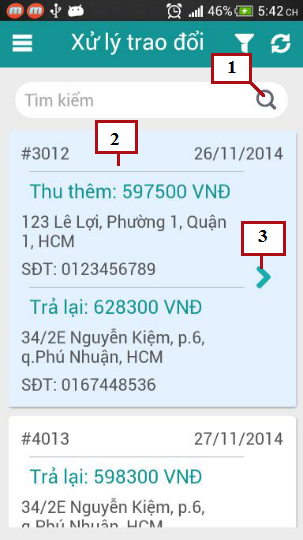 46% 5:42 CH
Xử lý trao đổi
1
Tìm kiếm
2
#3012 26/11/2014
Thu thêm: 597500 VNĐ
123 Lê Lợi, Phường 1, Quận
1, HCM
3
SĐT: 0123456789
Trả lại: 628300 VNĐ
34/2E Nguyễn Kiệm, p.6,
q.Phú Nhuận, HCM
SĐT: 0167448536
#4013 27/11/2014
Trả lại: 598300 VNĐ
34/2E Nguyễn Kiệm, p.6,
q.Phú Nhuận, HCM